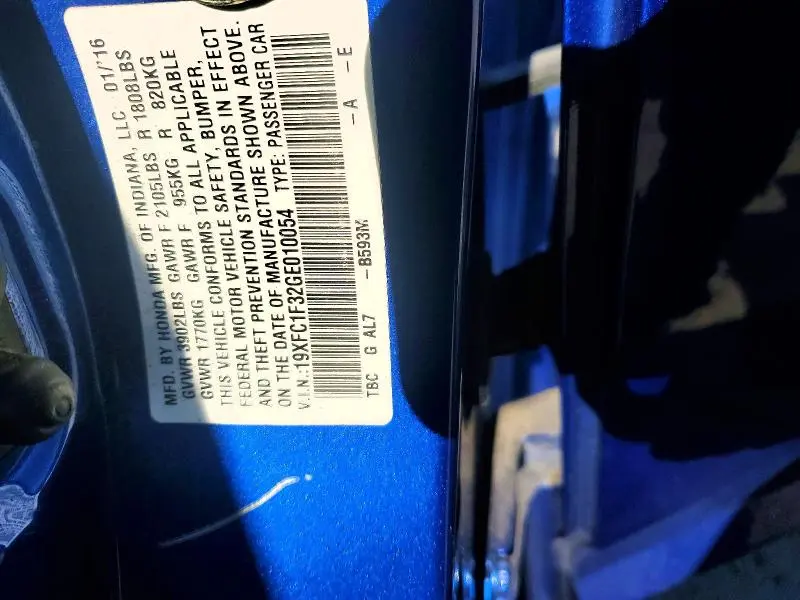 MFD. BY HONDA MFG. OF INDIANA, LLC 01/'16
GVWR 3902LBS GAWR F 2105LBS R 1808LBS
GVWR 1770KG GAWR F 955KG R 820KG
THIS VEHICLE CONFORMS TO ALL APPLICABLE
FEDERAL MOTOR VEHICLE SAFETY, BUMPER,
AND THEFT PREVENTION STANDARDS IN EFFECT
ON THE DATE OF MANUFACTURE SHOWN ABOVE.
V.I.N.:19XFC1F32GE010054 TYPE: PASSENGER CAR
TBC G AL7 -B593M -A -E